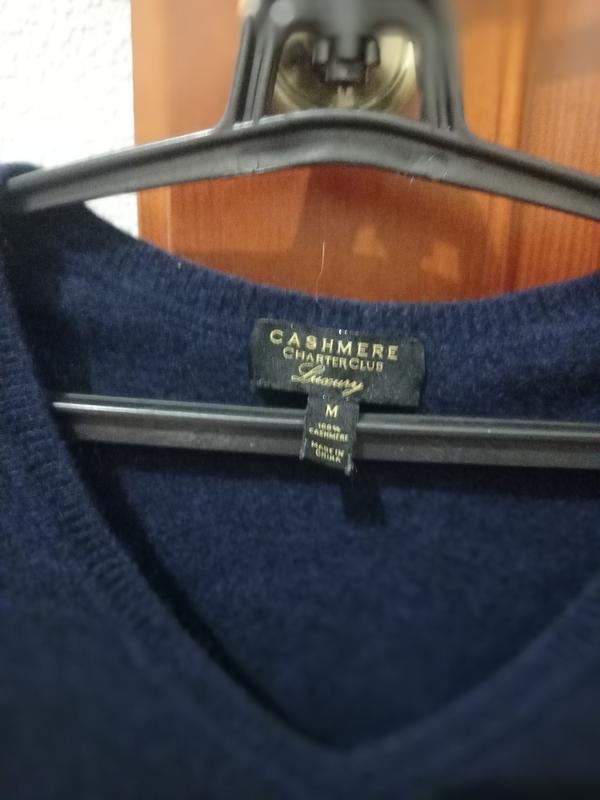 CASHMERE
CHARTER CLUB
Luxury
M
100%
CASHMERE
MADE IN
CHINA